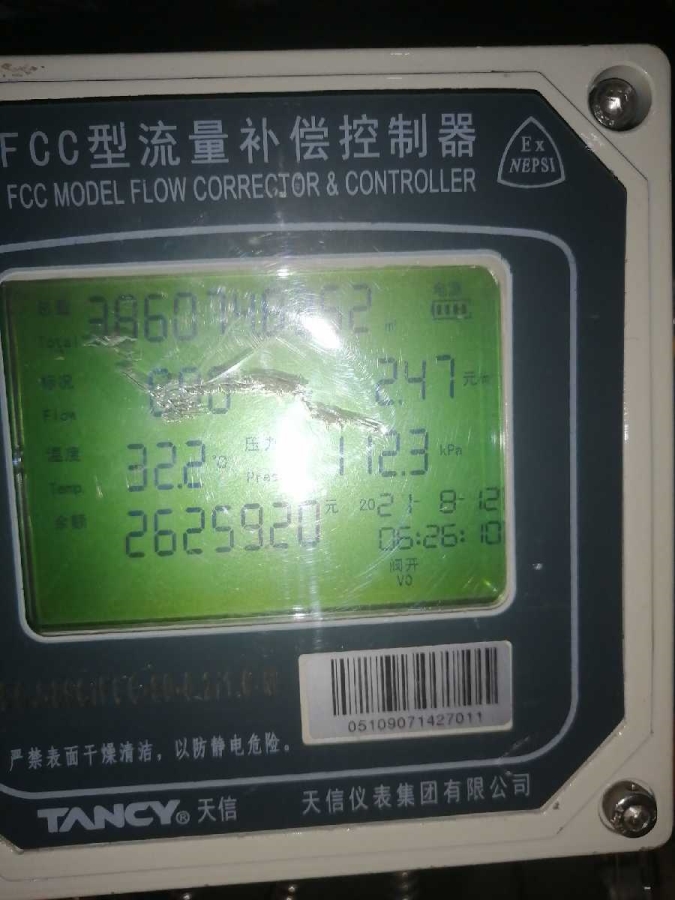 FCC型流量补偿控制器
Ex
NEPSI
FCC MODEL FLOW CORRECTOR & CONTROLLER
总量
Total
m³
电源
标况
Flow
2.47 元/m³
温度 32.2 ℃ 压力 112.3 kPa
Temp Pres
余额 2625920 元 2021-8-12
06:26:10
阀开
VO
05109071427011
严禁表面干燥清洁，以防静电危险。
TANCY® 天信 天信仪表集团有限公司